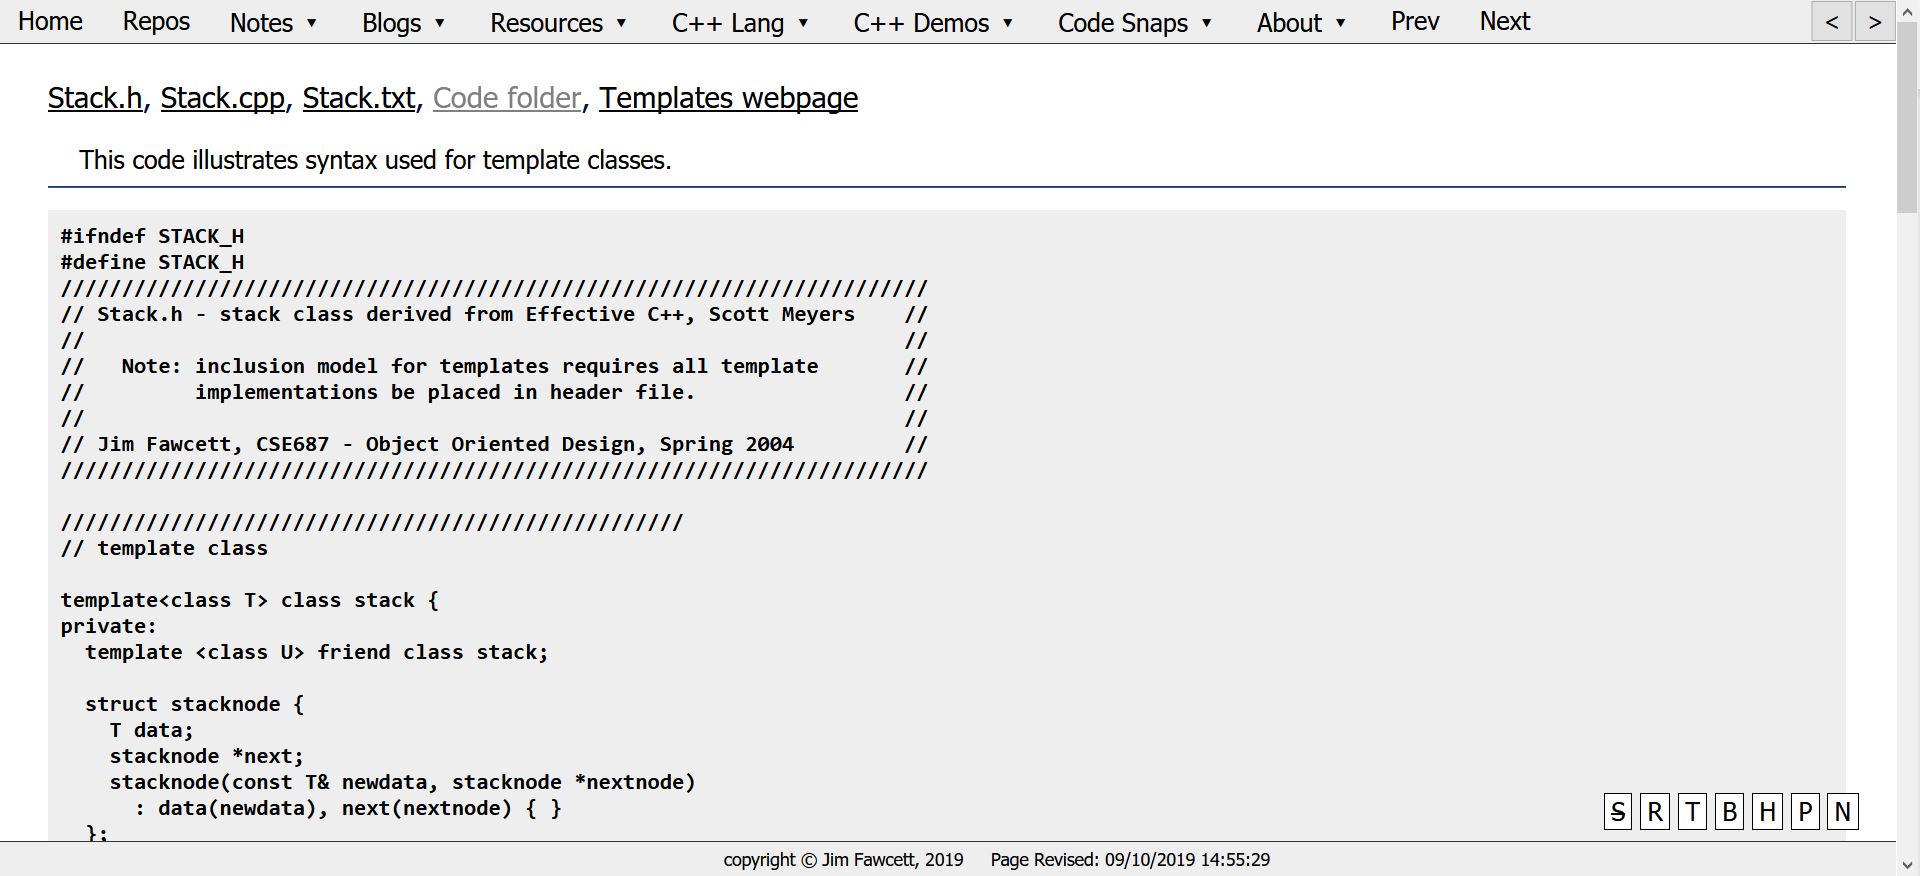 Home Repos Notes ▼ Blogs ▼ Resources ▼ C++ Lang ▼ C++ Demos ▼ Code Snaps ▼ About ▼ Prev Next < >
Stack.h, Stack.cpp, Stack.txt, Code folder, Templates webpage
This code illustrates syntax used for template classes.
#ifndef STACK_H
#define STACK_H
///////////////////////////////////////////////////////////////////////
// Stack.h - stack class derived from Effective C++, Scott Meyers    //
//                                                                   //
//   Note: inclusion model for templates requires all template       //
//         implementations be placed in header file.                 //
//                                                                   //
// Jim Fawcett, CSE687 - Object Oriented Design, Spring 2004         //
///////////////////////////////////////////////////////////////////////
///////////////////////////////////////////////////
// template class
template<class T> class stack {
private:
  template <class U> friend class stack;
  struct stacknode {
    T data;
    stacknode *next;
    stacknode(const T& newdata, stacknode *nextnode)
      : data(newdata), next(nextnode) { }
  };
S R T B H P N
copyright © Jim Fawcett, 2019 Page Revised: 09/10/2019 14:55:29